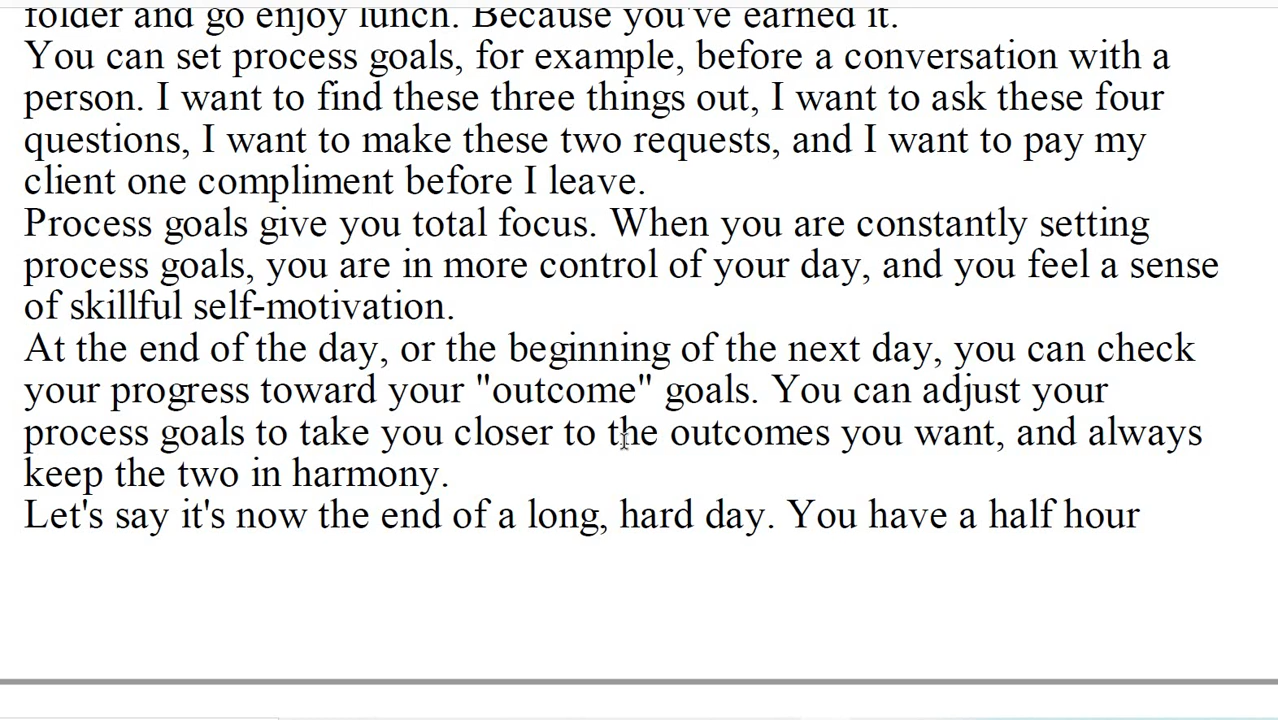 folder and go enjoy lunch. Because you've earned it.
You can set process goals, for example, before a conversation with a
person. I want to find these three things out, I want to ask these four
questions, I want to make these two requests, and I want to pay my
client one compliment before I leave.
Process goals give you total focus. When you are constantly setting
process goals, you are in more control of your day, and you feel a sense
of skillful self-motivation.
At the end of the day, or the beginning of the next day, you can check
your progress toward your "outcome" goals. You can adjust your
process goals to take you closer to the outcomes you want, and always
keep the two in harmony.
Let's say it's now the end of a long, hard day. You have a half hour